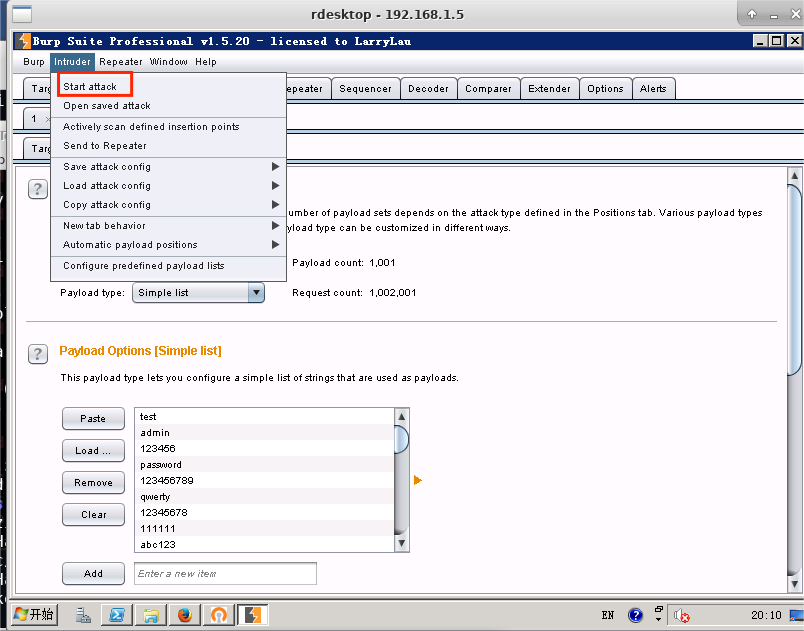 rdesktop - 192.168.1.5
Burp Suite Professional v1.5.20 - licensed to LarryLau
Burp Intruder Repeater Window Help
Start attack
Open saved attack
Actively scan defined insertion points
Send to Repeater
Save attack config
Load attack config
Copy attack config
New tab behavior
Automatic payload positions
Configure predefined payload lists
Tar epeater Sequencer Decoder Comparer Extender Options Alerts
1 ×
Tar
? umber of payload sets depends on the attack type defined in the Positions tab. Various payload types
yload type can be customized in different ways.
Payload count: 1,001
Payload type: Simple list Request count: 1,002,001
? Payload Options [Simple list]
This payload type lets you configure a simple list of strings that are used as payloads.
Paste
Load ...
Remove
Clear
test
admin
123456
password
123456789
qwerty
12345678
111111
abc123
Add Enter a new item
开始 EN ? 20:10